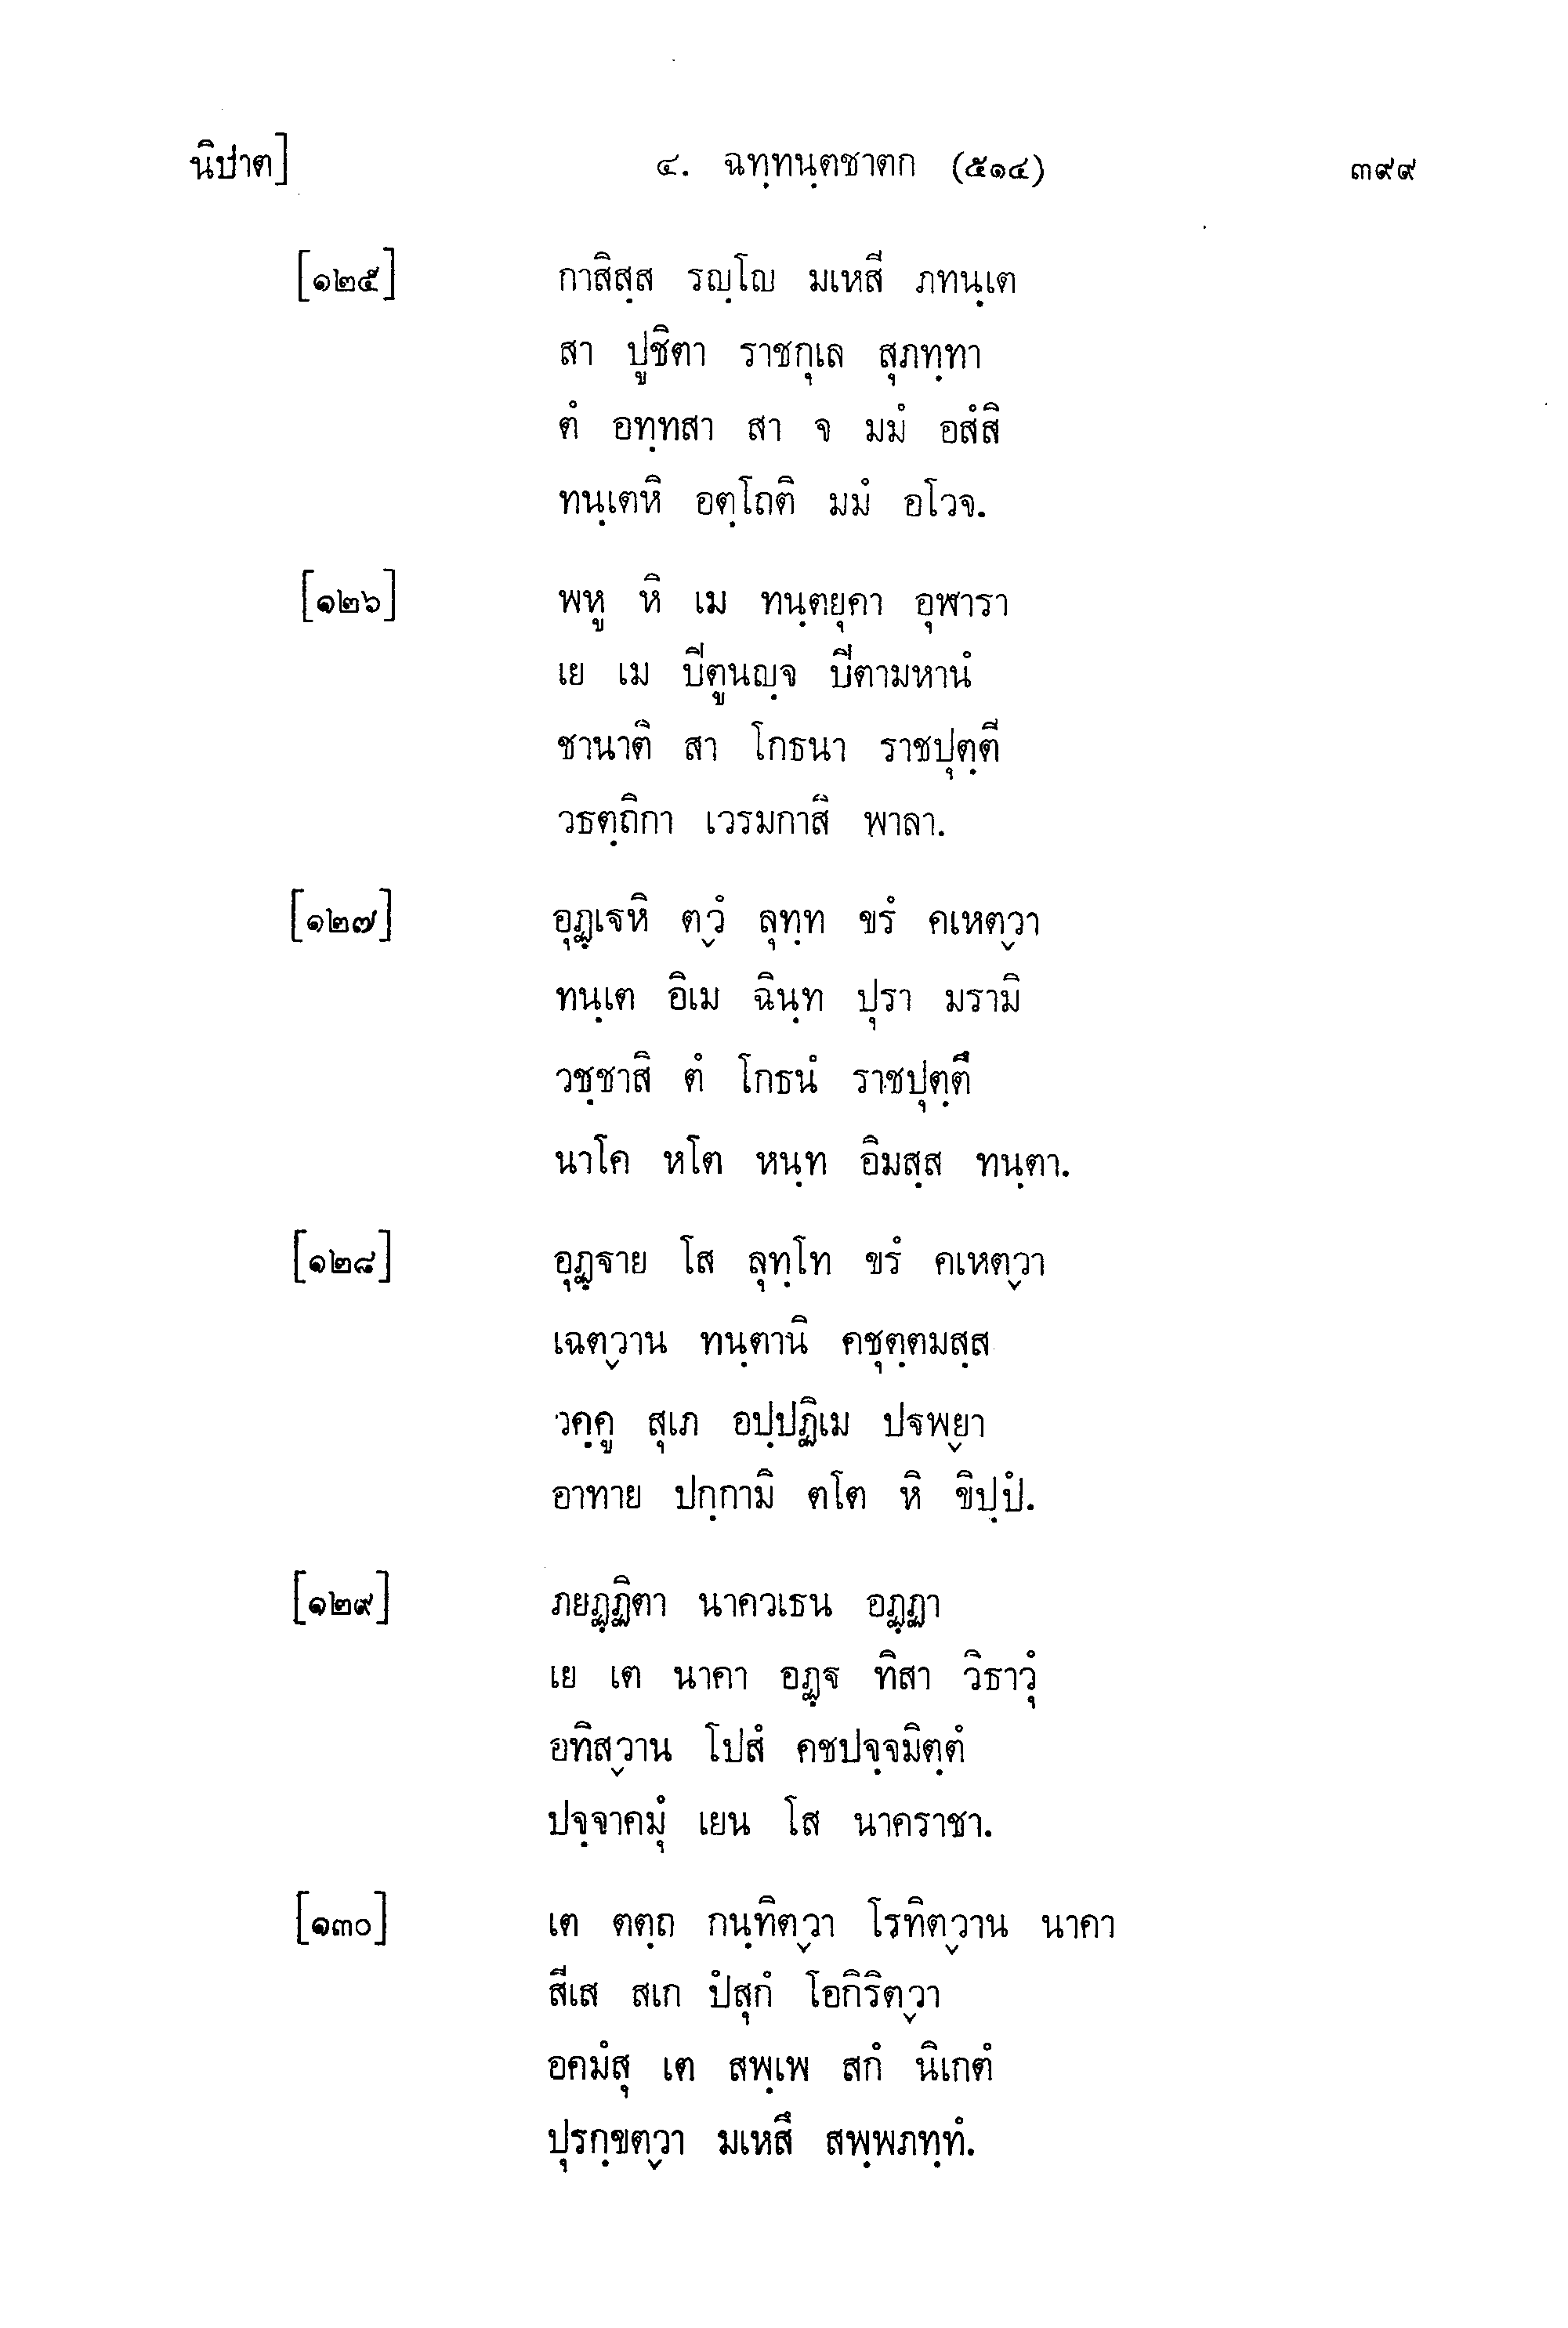 นิปาต] ๔. ฉทฺทนฺตชาตก (๕๑๔) ๓๙๙
[๑๒๕] กาสิสฺส รญฺโญ มเหสี ภทนฺเต
สา ปูชิตา ราชกุเล สุภทฺทา
ตํ อทฺทสา สา จ มมํ อสํสิ
ทนฺเตหิ อตฺโถติ มมํ อโวจ.
[๑๒๖] พหู หิ เม ทนฺตยุคา อุฬารา
เย เม ปีตูนญฺจ ปีตามหานํ
ชานาติ สา โกธนา ราชปุตฺตี
วธตฺถิกา เวรมกาสิ พาลา.
[๑๒๗] อุฏฺเฐหิ ตฺวํ ลุทฺท ขรํ คเหตฺวา
ทนฺเต อิเม ฉินฺท ปุรา มรามิ
วชฺชาสิ ตํ โกธนํ ราชปุตฺตึ
นาโค หโต หนฺท อิมสฺส ทนฺตา.
[๑๒๘] อุฏฺฐาย โส ลุทฺโท ขรํ คเหตฺวา
เฉตฺวาน ทนฺตานิ คชุตฺตมสฺส
วคฺคู สุเภ อปฺปฏิเม ปฐพฺยา
อาทาย ปกฺกามิ ตโต หิ ขิปฺปํ.
[๑๒๙] ภยฏฺฏิตา นาควเธน อฏฺฏา
เย เต นาคา อฏฺฐ ทิสา วิธาวุํ
อทิสฺวาน โปสํ คชปจฺจมิตฺตํ
ปจฺจาคมุํ เยน โส นาคราชา.
[๑๓๐] เต ตตฺถ กนฺทิตฺวา โรทิตฺวาน นาคา
สีเส สเก ปํสุกํ โอกิริตฺวา
อคมํสุ เต สพฺเพ สกํ นิเกตํ
ปุรกฺขตฺวา มเหสึ สพฺพภทฺทํ.